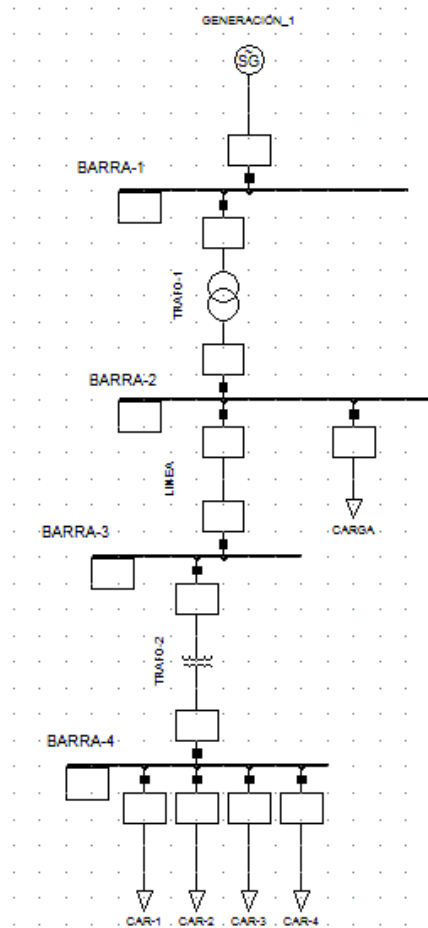 GENERACIÓN_1
SG
BARRA-1
TRAFO-1
BARRA-2
LINEA
CARGA
BARRA-3
TRAFO-2
BARRA-4
CAR-1 CAR-2 CAR-3 CAR-4